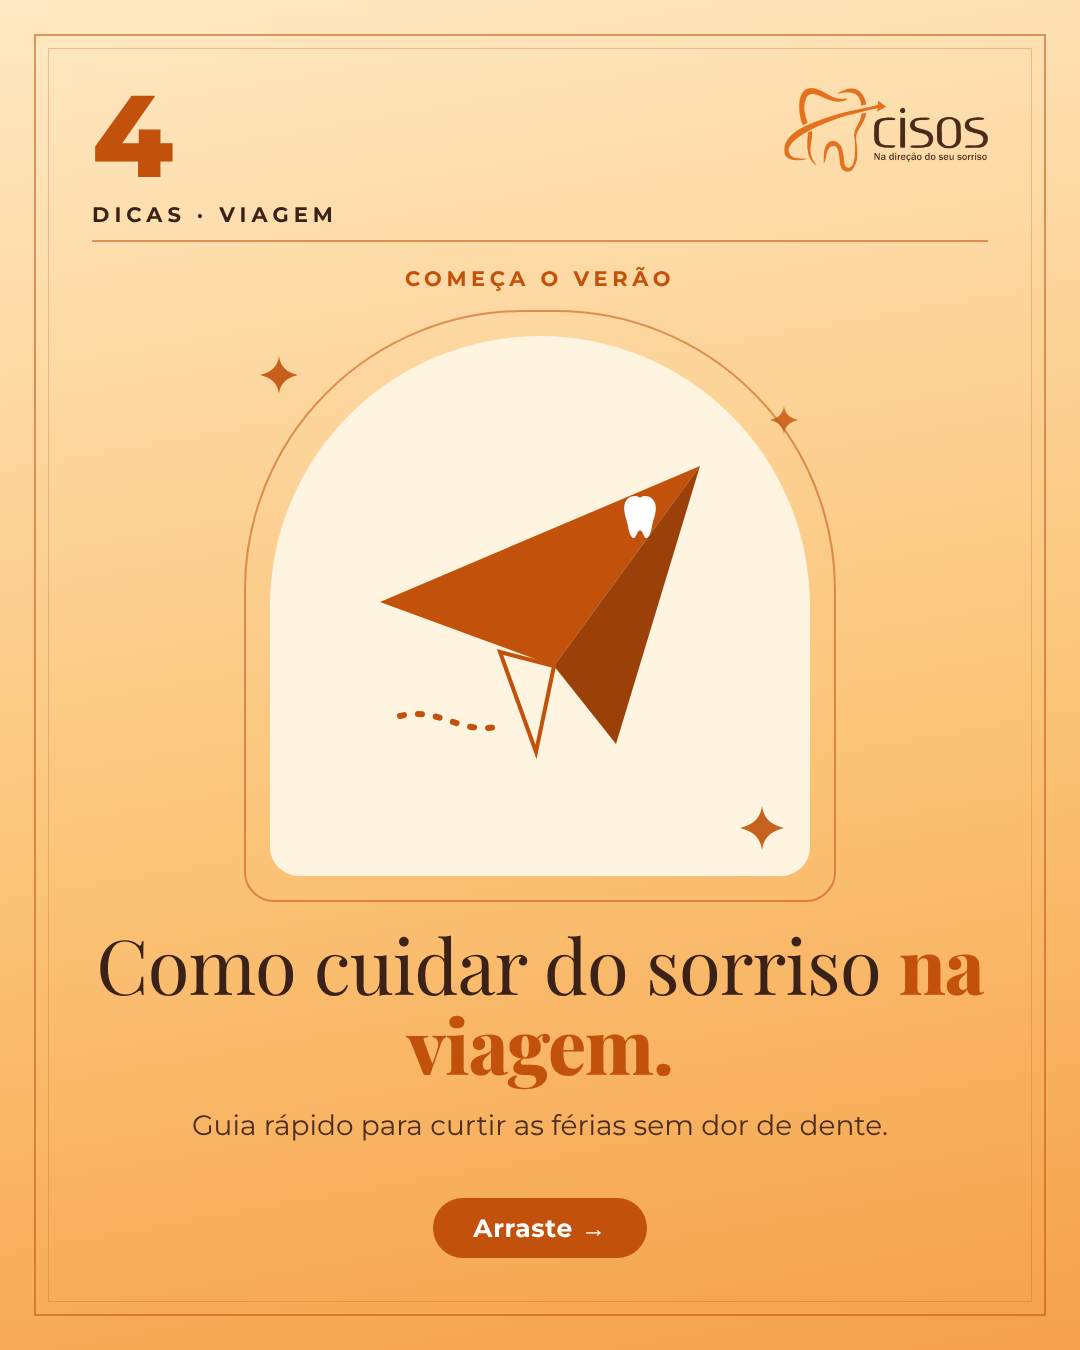 4
cisos
Na direção do seu sorriso
DICAS · VIAGEM
COMEÇA O VERÃO
Como cuidar do sorriso na
viagem.
Guia rápido para curtir as férias sem dor de dente.
Arraste →